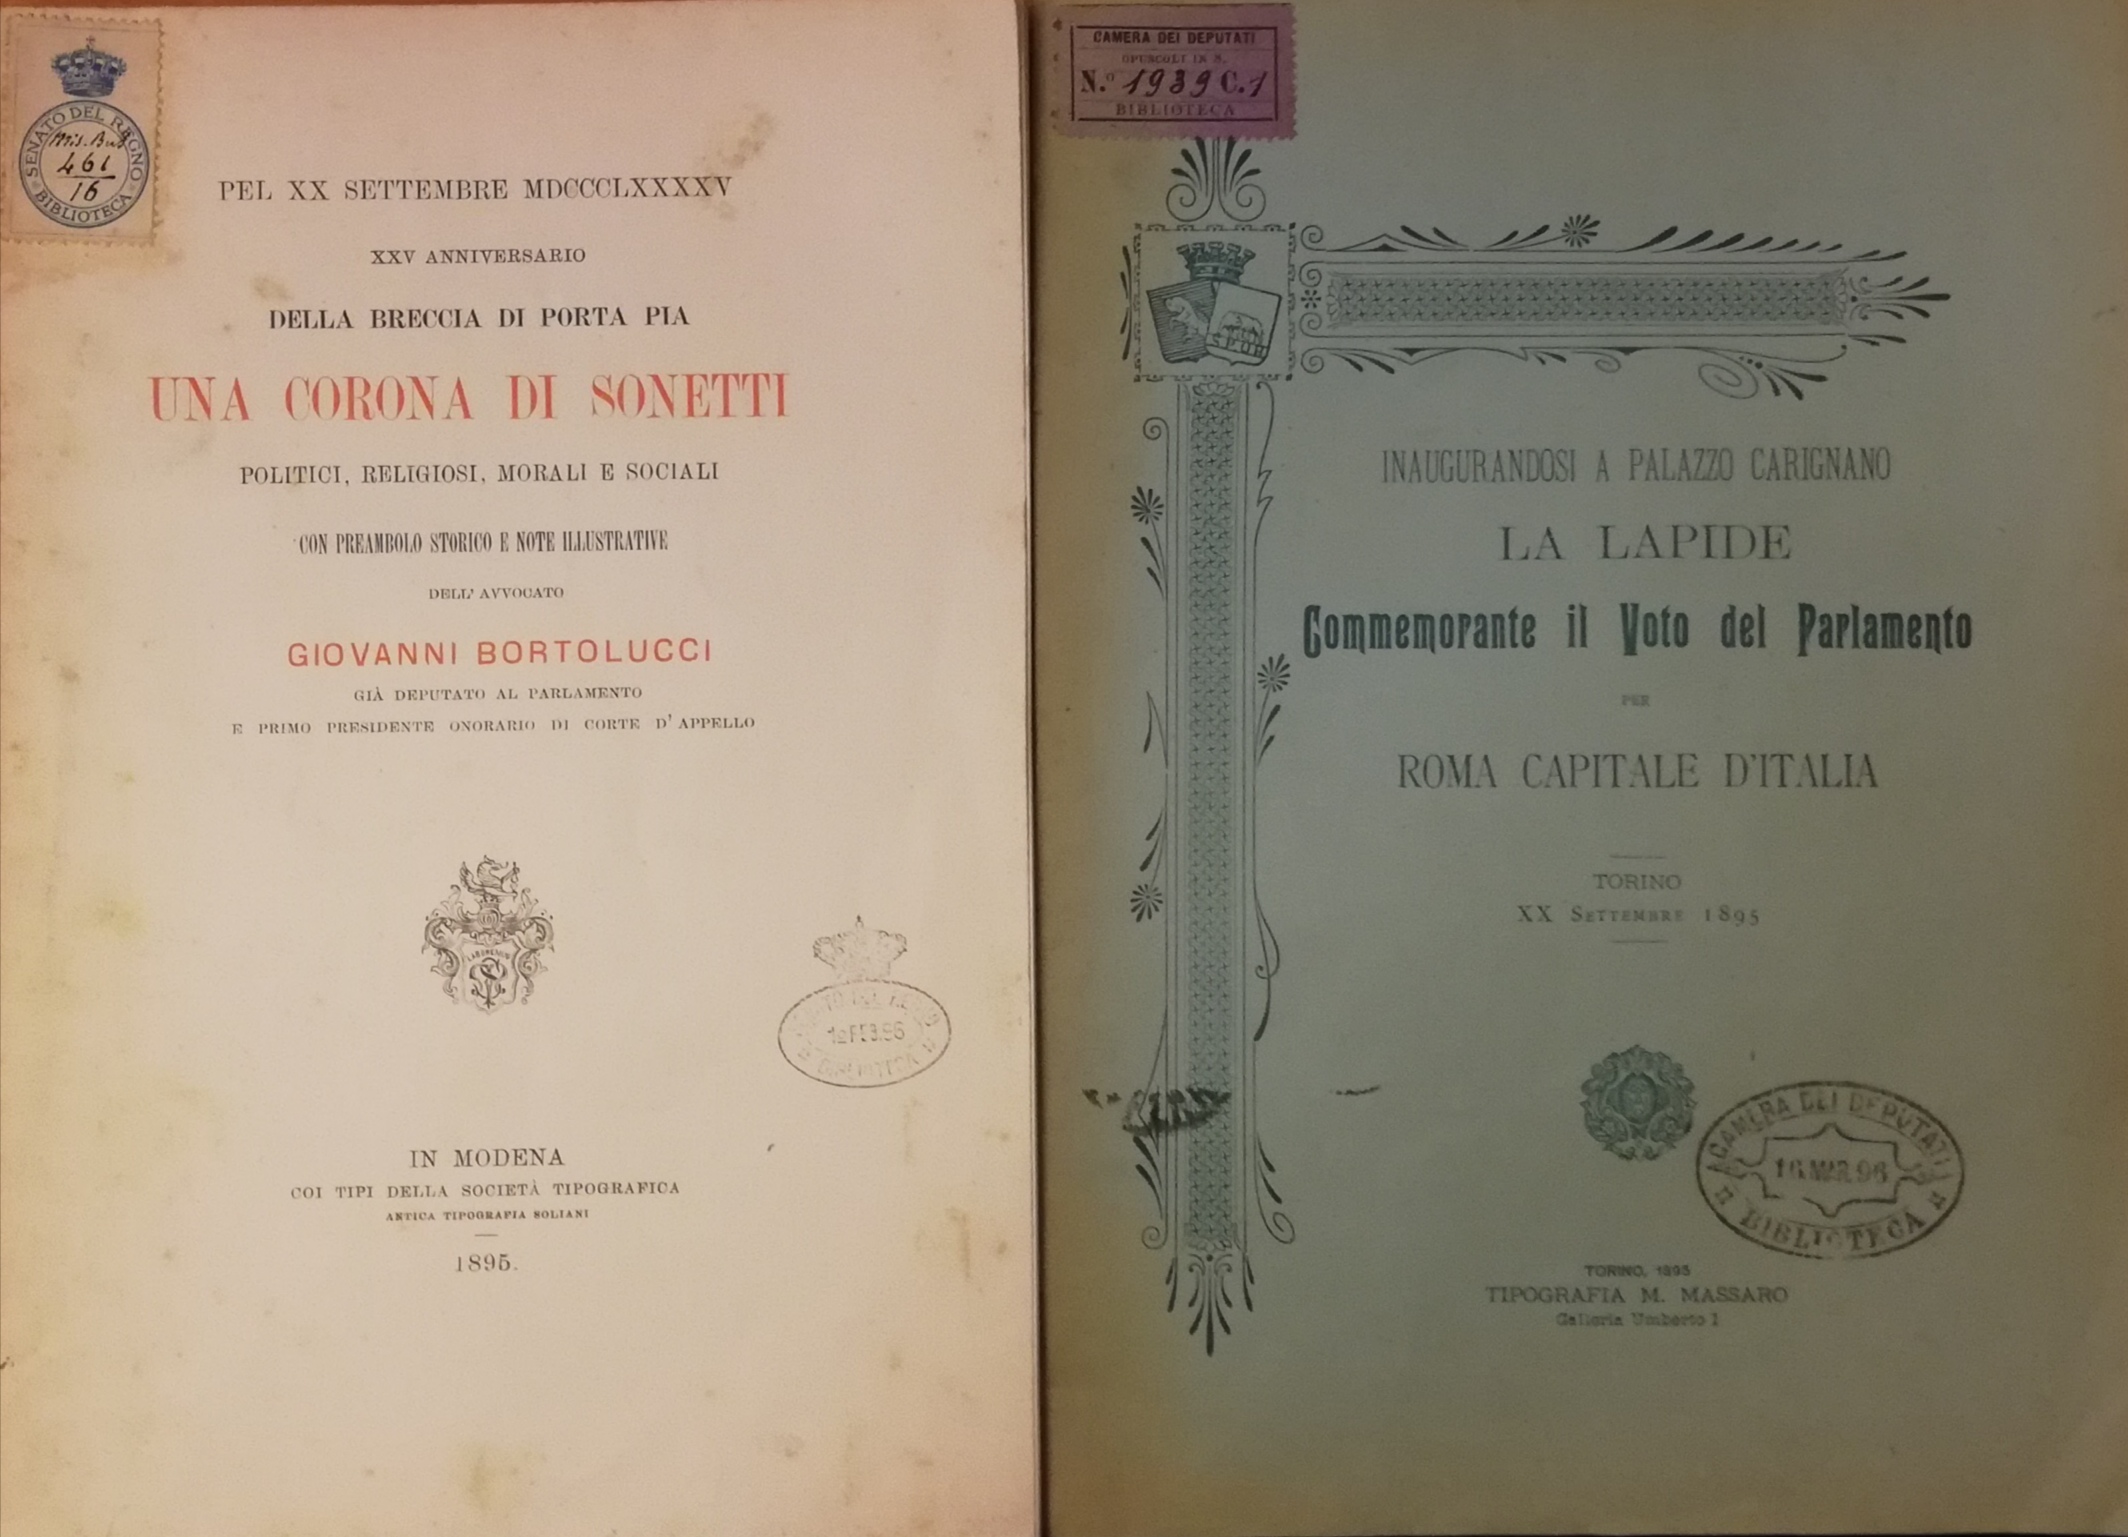 SENATO DEL REGNO
461
16
BIBLIOTECA
PEL XX SETTEMBRE MDCCCLXXXXV
XXV ANNIVERSARIO
DELLA BRECCIA DI PORTA PIA
UNA CORONA DI SONETTI
POLITICI, RELIGIOSI, MORALI E SOCIALI
CON PREAMBOLO STORICO E NOTE ILLUSTRATIVE
DELL' AVVOCATO
GIOVANNI BORTOLUCCI
GIÀ DEPUTATO AL PARLAMENTO
E PRIMO PRESIDENTE ONORARIO DI CORTE D'APPELLO
BIBLIOTECA
IN MODENA
COI TIPI DELLA SOCIETÀ TIPOGRAFICA
ANTICA TIPOGRAFIA SOLIANI
1895.
CAMERA DEI DEPUTATI
OPUSCOLI IN 8.
N.º 1939 C.1
BIBLIOTECA
INAUGURANDOSI A PALAZZO CARIGNANO
LA LAPIDE
Commemorante il Voto del Parlamento
PER
ROMA CAPITALE D'ITALIA
TORINO
XX SETTEMBRE 1895
CAMERA DEI DEPUTATI
16 MAR 96
BIBLIOTECA
TORINO, 1895
TIPOGRAFIA M. MASSARO
Galleria Umberto I